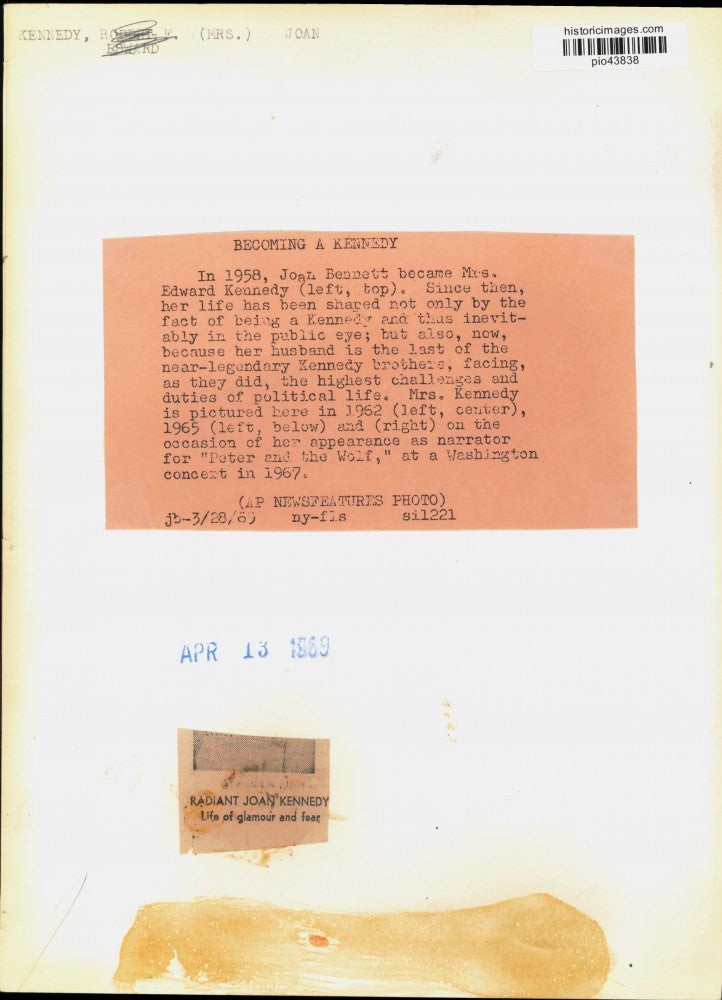 KENNEDY, ROBERT F. (MRS.) JOAN
EDWARD
historicimages.com
pio43838
BECOMING A KENNEDY
In 1958, Joan Bennett became Mrs.
Edward Kennedy (left, top). Since then,
her life has been shaped not only by the
fact of being a Kennedy and thus inevit-
ably in the public eye; but also, now,
because her husband is the last of the
near-legendary Kennedy brothers, facing,
as they did, the highest challenges and
duties of political life. Mrs. Kennedy
is pictured here in 1962 (left, center),
1965 (left, below) and (right) on the
occasion of her appearance as narrator
for "Peter and the Wolf," at a Washington
concert in 1967.
(AP NEWSFEATURES PHOTO)
jb-3/28/69 ny-fls sil221
APR 13 1969
RADIANT JOAN KENNEDY
Life of glamour and fear